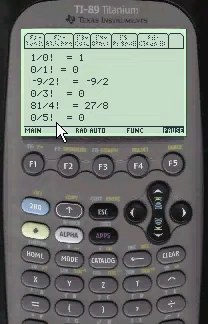 TI-89 Titanium
TEXAS INSTRUMENTS
1/0! = 1
0/1! = 0
-9/2! = -9/2
0/3! = 0
81/4! = 27/8
0/5! = 0
MAIN RAD AUTO FUNC PAUSE
F1 F2 F3 F4 F5
2ND ↑ ESC
ALPHA APPS
HOME MODE CATALOG ← CLEAR
X Y Z T ^
= ( ) , ÷